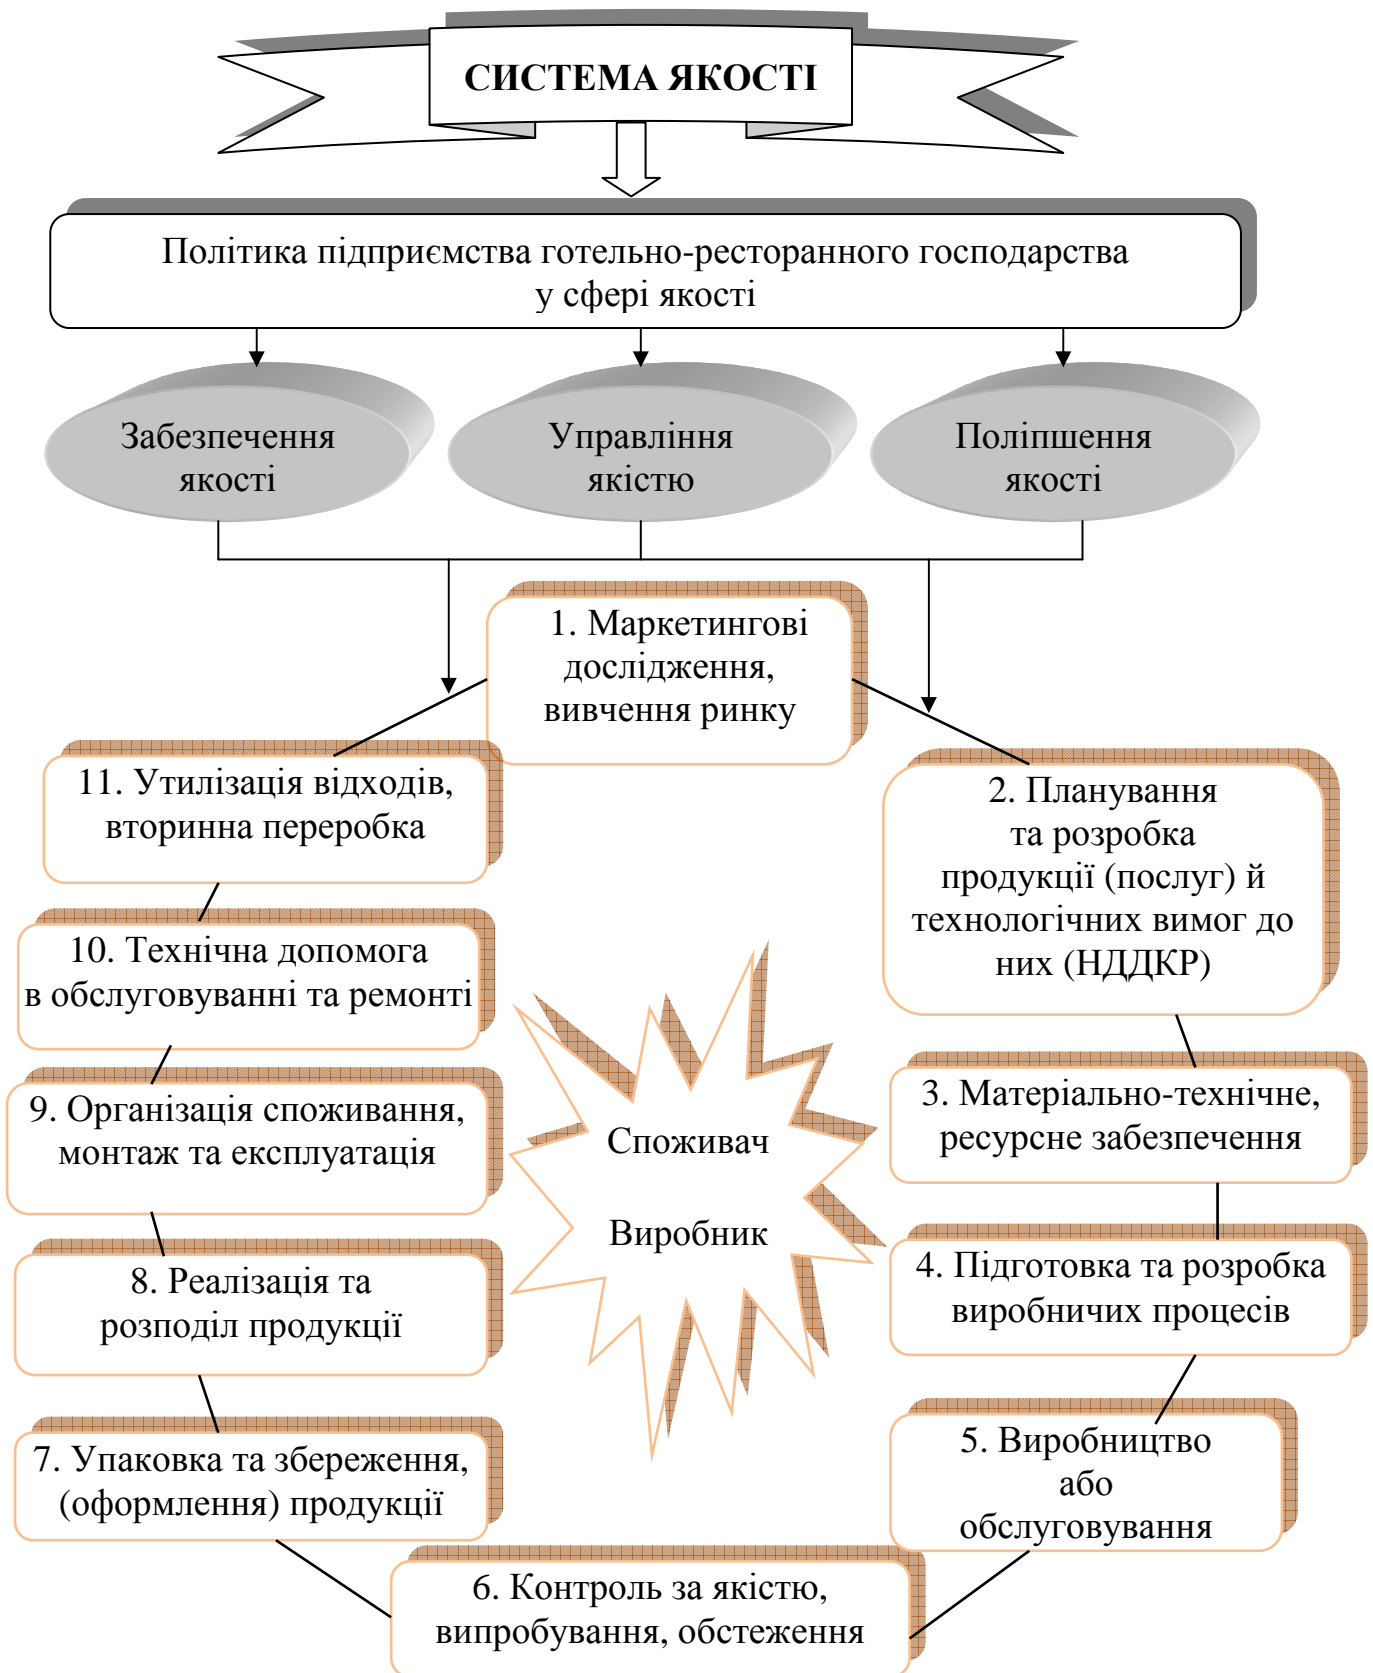 СИСТЕМА ЯКОСТІ
Політика підприємства готельно-ресторанного господарства
у сфері якості
Забезпечення
якості
Управління
якістю
Поліпшення
якості
1. Маркетингові
дослідження,
вивчення ринку
2. Планування
та розробка
продукції (послуг) й
технологічних вимог до
них (НДДКР)
3. Матеріально-технічне,
ресурсне забезпечення
4. Підготовка та розробка
виробничих процесів
5. Виробництво
або
обслуговування
6. Контроль за якістю,
випробування, обстеження
7. Упаковка та збереження,
(оформлення) продукції
8. Реалізація та
розподіл продукції
9. Організація споживання,
монтаж та експлуатація
10. Технічна допомога
в обслуговуванні та ремонті
11. Утилізація відходів,
вторинна переробка
Споживач
Виробник